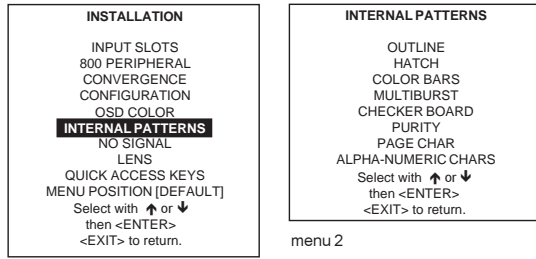 INSTALLATION
INPUT SLOTS
800 PERIPHERAL
CONVERGENCE
CONFIGURATION
OSD COLOR
INTERNAL PATTERNS
NO SIGNAL
LENS
QUICK ACCESS KEYS
MENU POSITION [DEFAULT]
Select with ↑ or ↓
then <ENTER>
<EXIT> to return.
INTERNAL PATTERNS
OUTLINE
HATCH
COLOR BARS
MULTIBURST
CHECKER BOARD
PURITY
PAGE CHAR
ALPHA-NUMERIC CHARS
Select with ↑ or ↓
then <ENTER>
<EXIT> to return.
menu 2